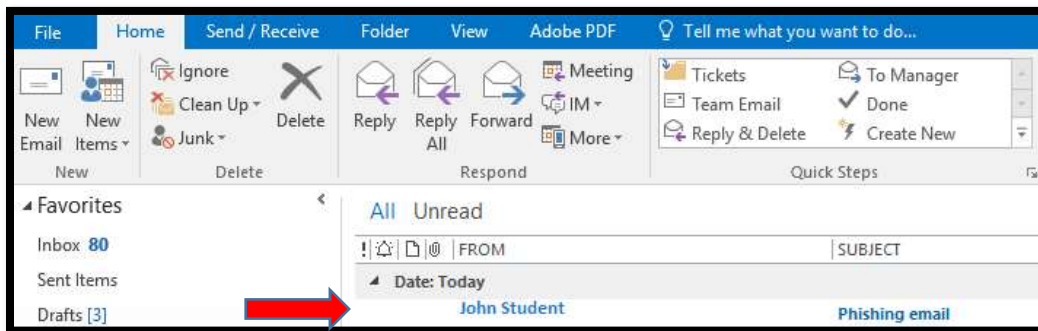 File Home Send / Receive Folder View Adobe PDF Tell me what you want to do...
New Email
New Items
Ignore
Clean Up
Junk
Delete
Reply
Reply All
Forward
Meeting
IM
More
Tickets
Team Email
Reply & Delete
To Manager
Done
Create New
New Delete Respond Quick Steps
Favorites
Inbox 80
Sent Items
Drafts [3]
All Unread
! FROM SUBJECT
Date: Today
John Student Phishing email